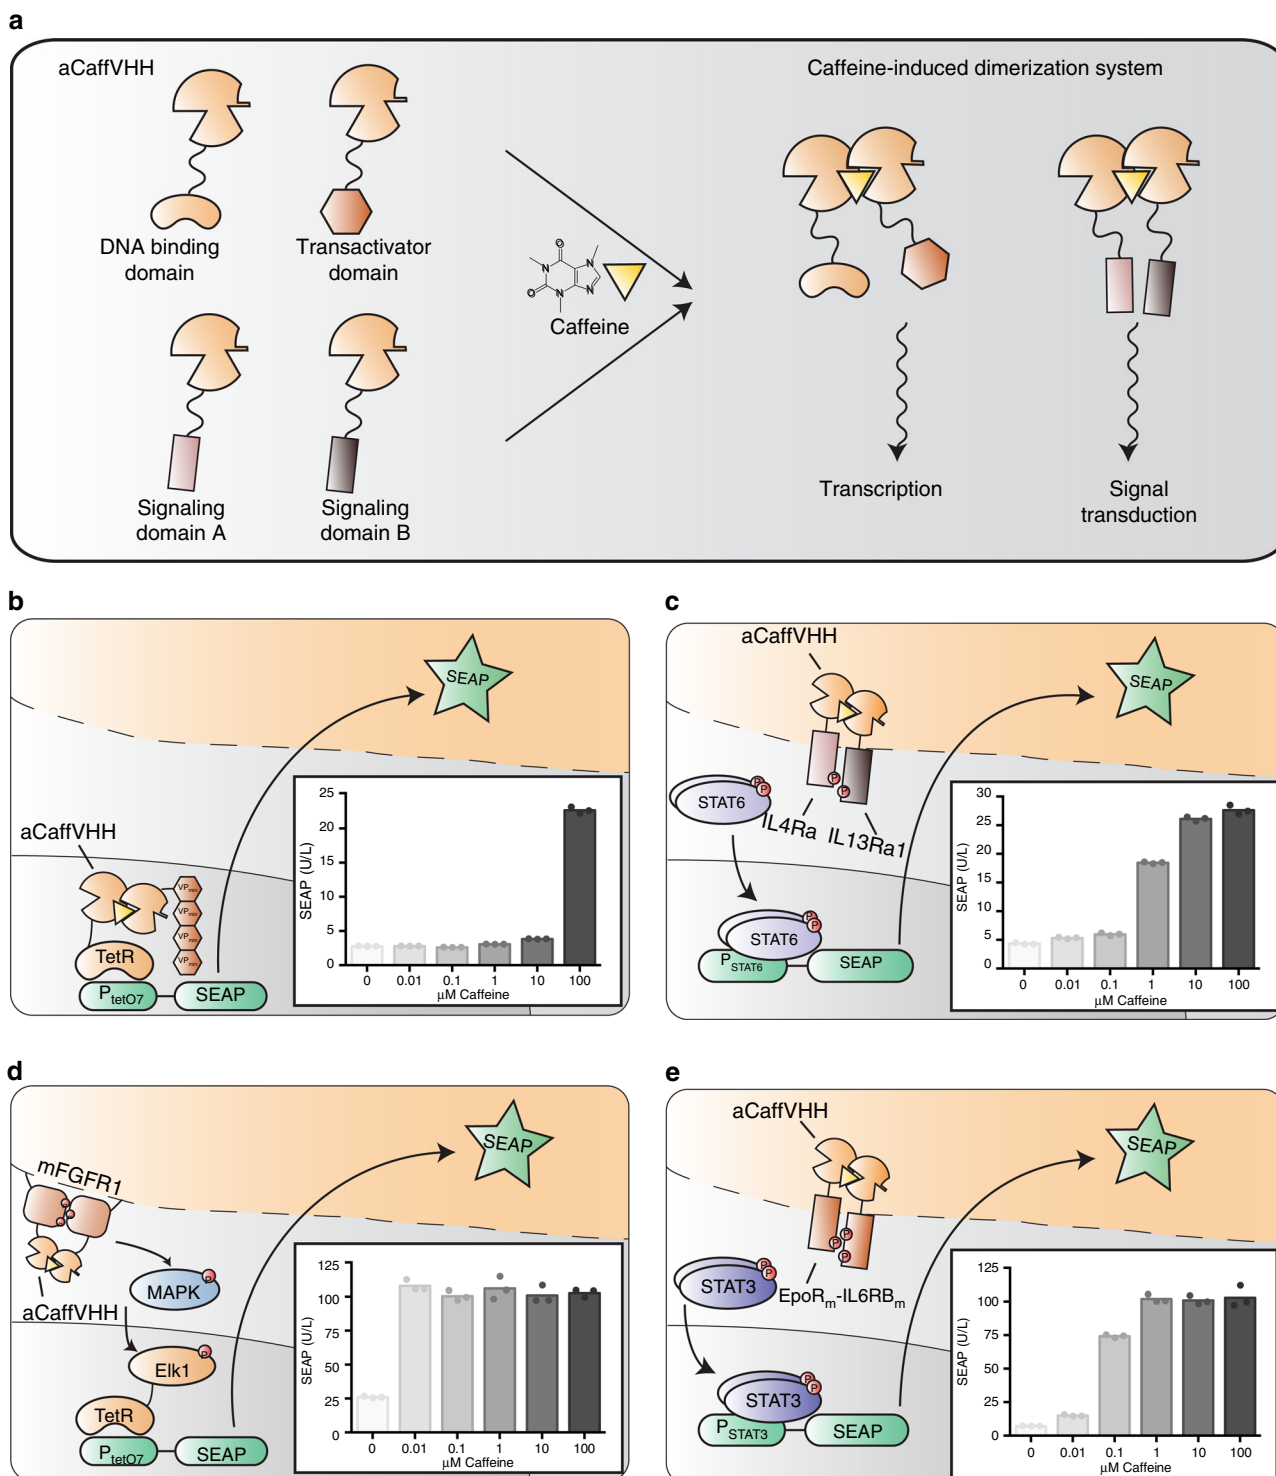 a
aCaffVHH
Caffeine-induced dimerization system
DNA binding
domain
Transactivator
domain
O
N
N
O
N
N
Caffeine
Signaling
domain A
Signaling
domain B
Transcription
Signal
transduction
b
SEAP
aCaffVHH
VPmin
VPmin
VPmin
VPmin
TetR
PtetO7
SEAP
SEAP (U/L)
25
20
15
10
5
0
0 0.01 0.1 1 10 100
μM Caffeine
c
aCaffVHH
SEAP
P
P
STAT6
P
P
IL4Ra
IL13Ra1
P
P
STAT6
PSTAT6
SEAP
SEAP (U/L)
30
25
20
15
10
5
0
0 0.01 0.1 1 10 100
μM Caffeine
d
SEAP
mFGFR1
P
P
P
aCaffVHH
MAPK
P
Elk1
P
TetR
PtetO7
SEAP
SEAP (U/L)
125
100
75
50
25
0
0 0.01 0.1 1 10 100
μM Caffeine
e
aCaffVHH
SEAP
P
P
P
P
P
STAT3
EpoRm-IL6RBm
P
P
STAT3
PSTAT3
SEAP
SEAP (U/L)
125
100
75
50
25
0
0 0.01 0.1 1 10 100
μM Caffeine